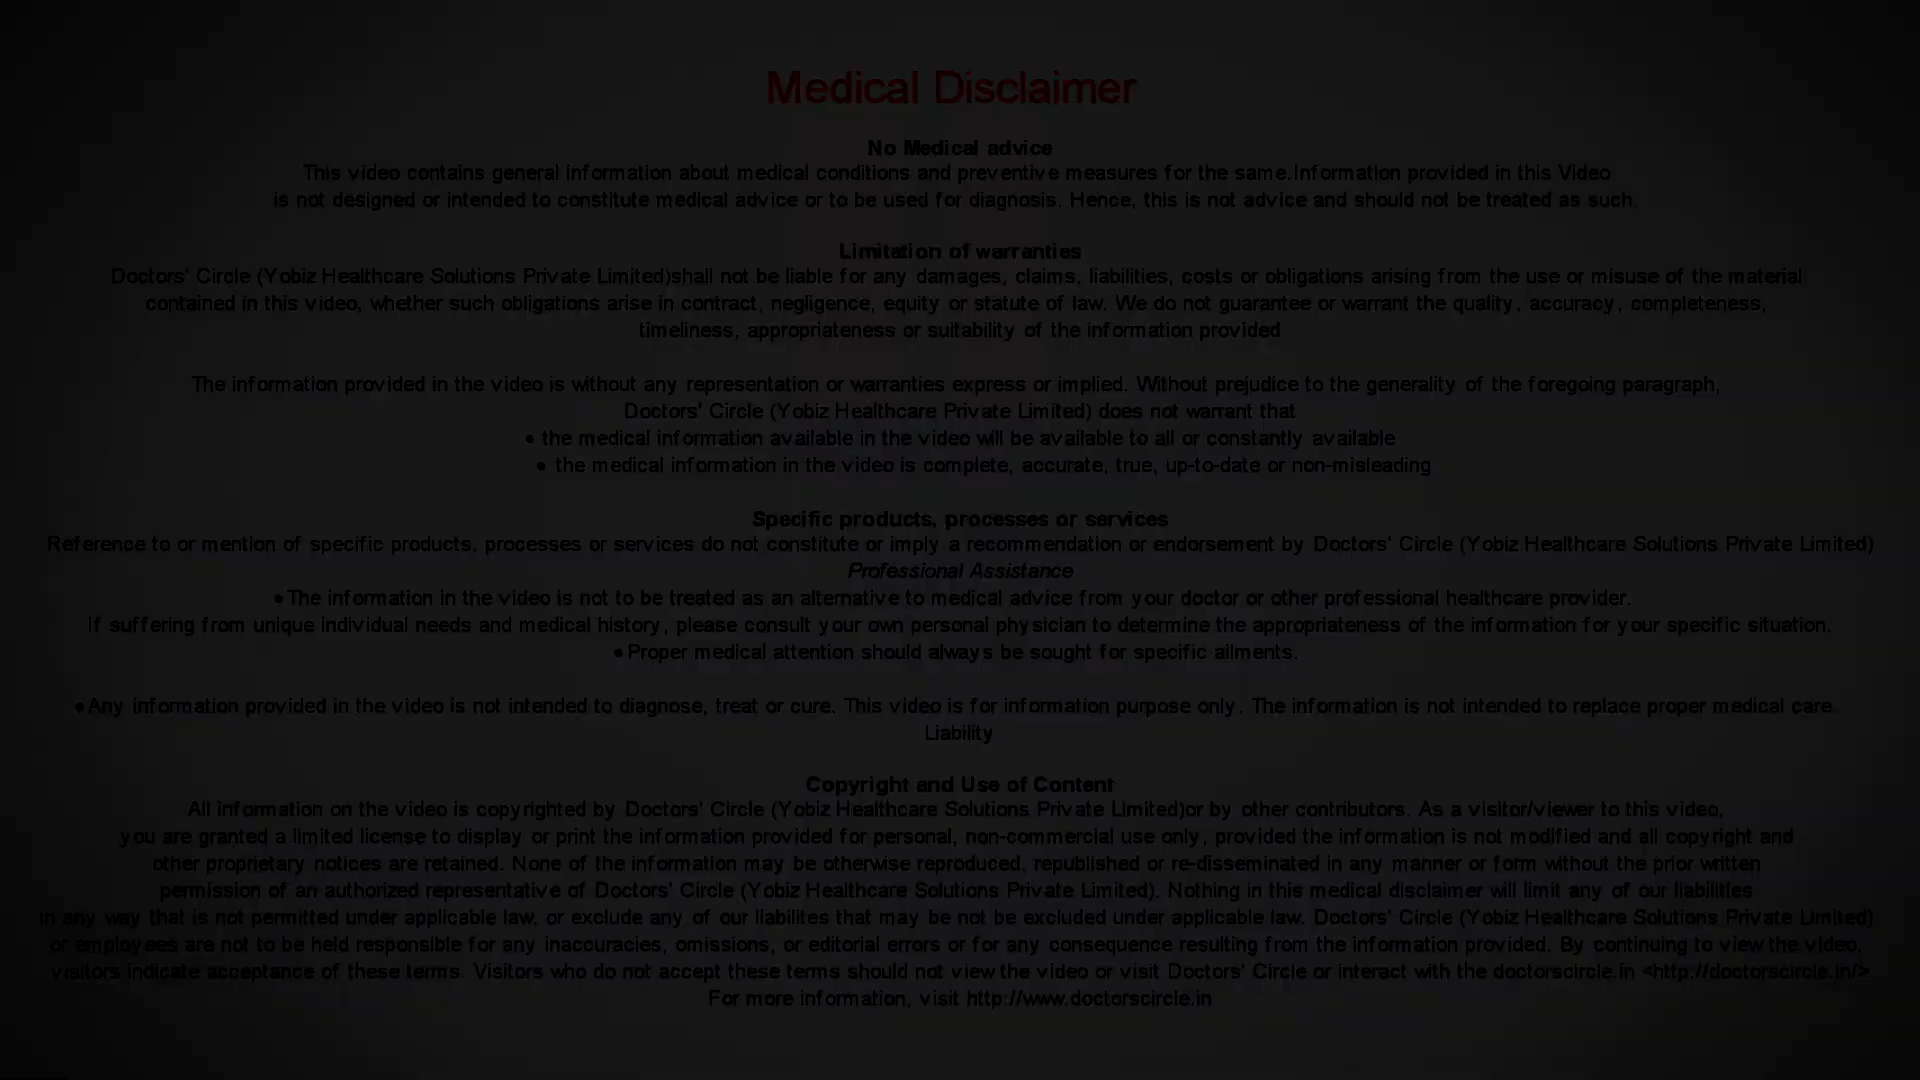 Medical Disclaimer
No Medical advice
This video contains general information about medical conditions and preventive measures for the same.Information provided in this Video
is not designed or intended to constitute medical advice or to be used for diagnosis. Hence, this is not advice and should not be treated as such.
Limitation of warranties
Doctors' Circle (Yobiz Healthcare Solutions Private Limited)shall not be liable for any damages, claims, liabilities, costs or obligations arising from the use or misuse of the material
contained in this video, whether such obligations arise in contract, negligence, equity or statute of law. We do not guarantee or warrant the quality, accuracy, completeness,
timeliness, appropriateness or suitability of the information provided
The information provided in the video is without any representation or warranties express or implied. Without prejudice to the generality of the foregoing paragraph,
Doctors' Circle (Yobiz Healthcare Private Limited) does not warrant that
• the medical information available in the video will be available to all or constantly available
• the medical information in the video is complete, accurate, true, up-to-date or non-misleading
Specific products, processes or services
Reference to or mention of specific products, processes or services do not constitute or imply a recommendation or endorsement by Doctors' Circle (Yobiz Healthcare Solutions Private Limited)
Professional Assistance
•The information in the video is not to be treated as an alternative to medical advice from your doctor or other professional healthcare provider.
If suffering from unique individual needs and medical history, please consult your own personal physician to determine the appropriateness of the information for your specific situation.
•Proper medical attention should always be sought for specific ailments.
•Any information provided in the video is not intended to diagnose, treat or cure. This video is for information purpose only. The information is not intended to replace proper medical care.
Liability
Copyright and Use of Content
All information on the video is copyrighted by Doctors' Circle (Yobiz Healthcare Solutions Private Limited)or by other contributors. As a visitor/viewer to this video,
you are granted a limited license to display or print the information provided for personal, non-commercial use only, provided the information is not modified and all copyright and
other proprietary notices are retained. None of the information may be otherwise reproduced, republished or re-disseminated in any manner or form without the prior written
permission of an authorized representative of Doctors' Circle (Yobiz Healthcare Solutions Private Limited). Nothing in this medical disclaimer will limit any of our liabilities
in any way that is not permitted under applicable law, or exclude any of our liabilites that may be not be excluded under applicable law. Doctors' Circle (Yobiz Healthcare Solutions Private Limited)
or employees are not to be held responsible for any inaccuracies, omissions, or editorial errors or for any consequence resulting from the information provided. By continuing to view the video,
visitors indicate acceptance of these terms. Visitors who do not accept these terms should not view the video or visit Doctors' Circle or interact with the doctorscircle.in <http://doctorscircle.in/>
For more information, visit http://www.doctorscircle.in